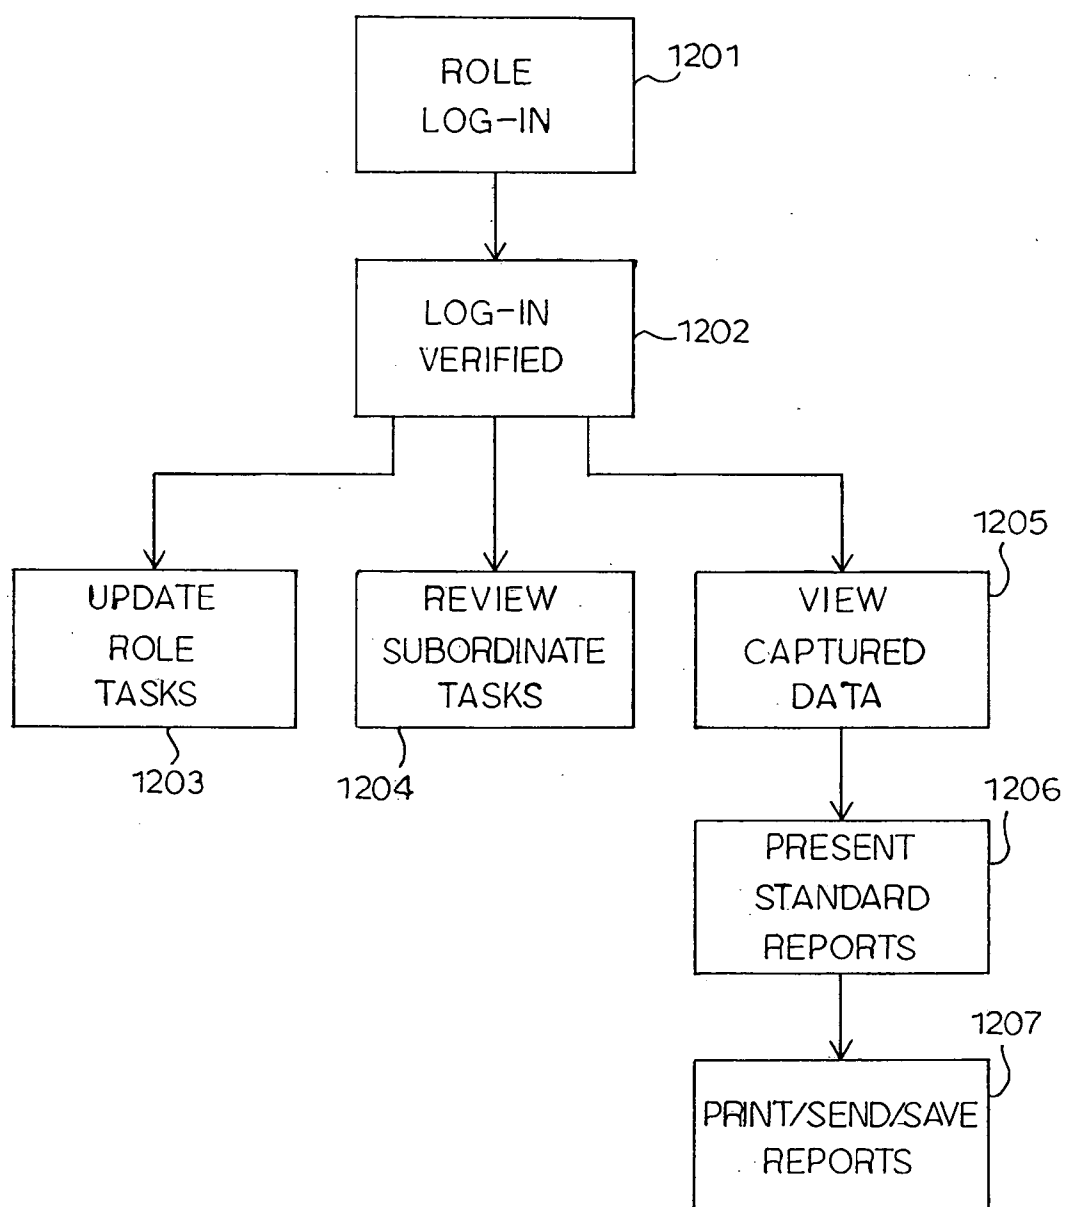 ROLE
LOG-IN
1201
LOG-IN
VERIFIED
1202
UPDATE
ROLE
TASKS
1203
REVIEW
SUBORDINATE
TASKS
1204
VIEW
CAPTURED
DATA
1205
PRESENT
STANDARD
REPORTS
1206
PRINT/SEND/SAVE
REPORTS
1207